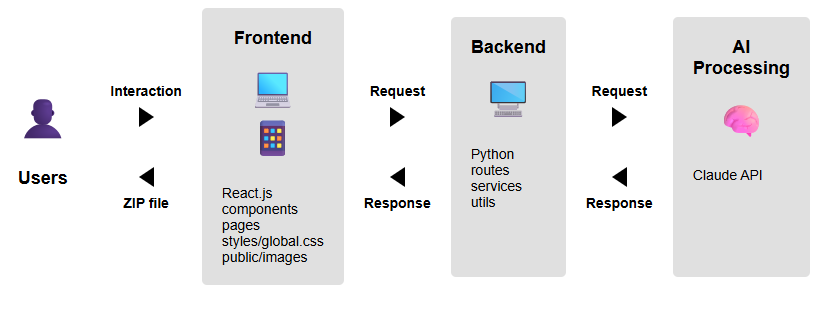 Users
Interaction
ZIP file
Frontend
React.js
components
pages
styles/global.css
public/images
Request
Response
Backend
Python
routes
services
utils
Request
Response
AI
Processing
Claude API